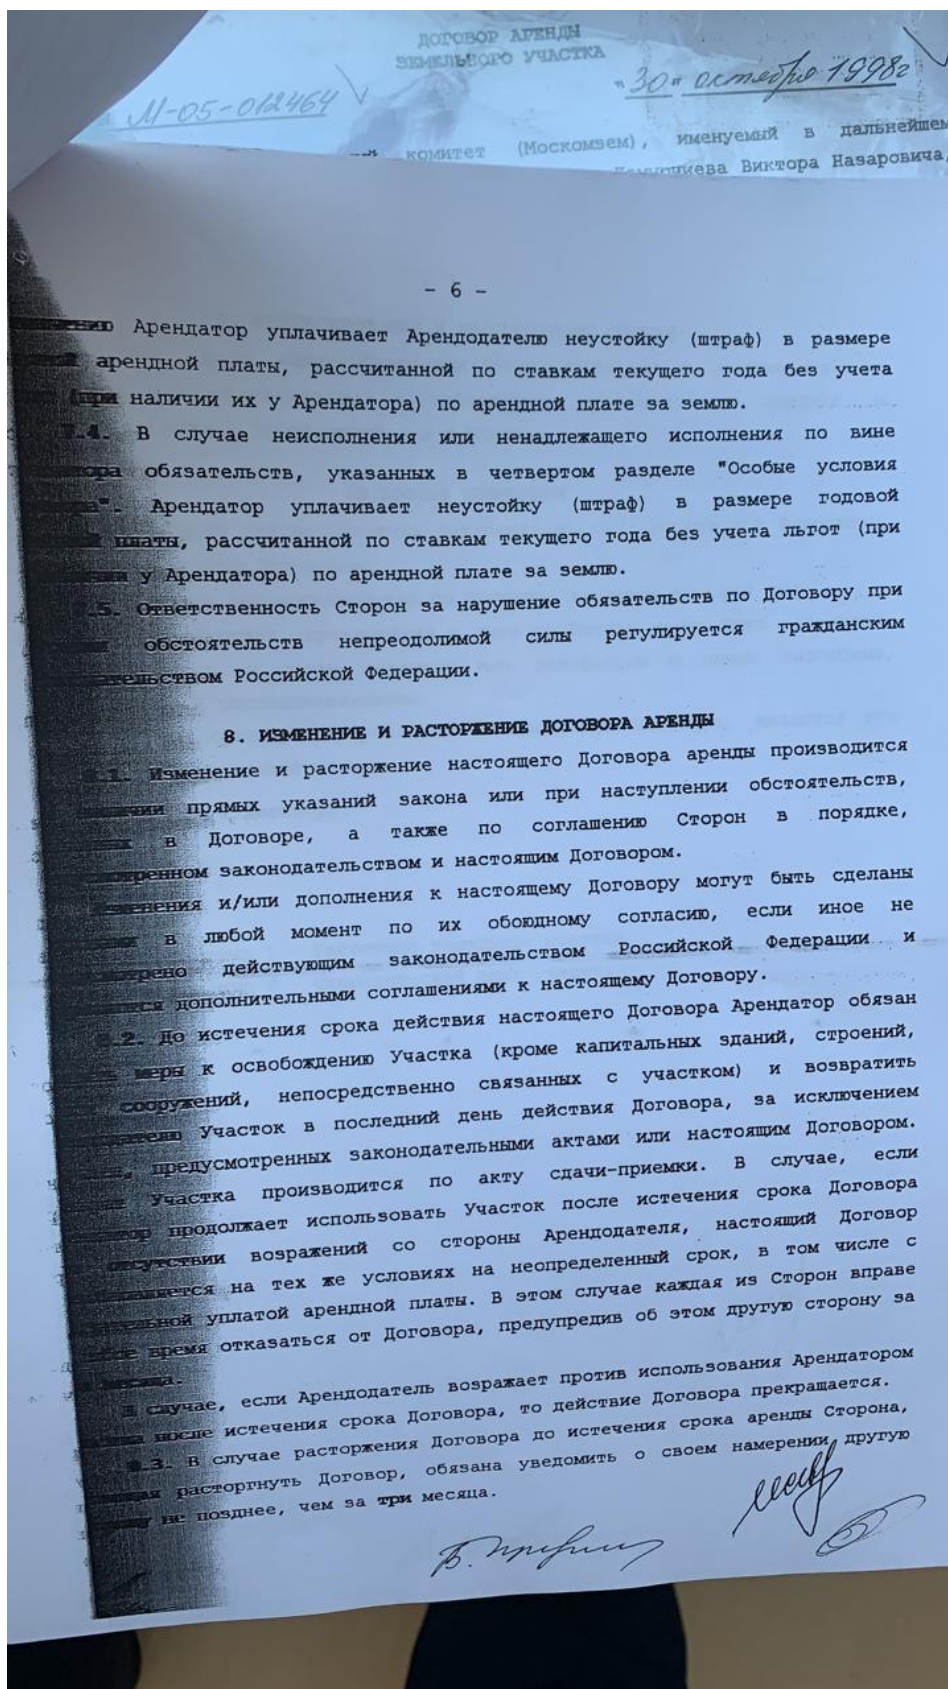 ДОГОВОР АРЕНДЫ
ЗЕМЕЛЬНОГО УЧАСТКА
"30" октября 1998г
М-05-012464
комитет (Москомзем), именуемый в дальнейшем
Виктора Назаровича,
- 6 -
Арендатор уплачивает Арендодателю неустойку (штраф) в размере
арендной платы, рассчитанной по ставкам текущего года без учета
(при наличии их у Арендатора) по арендной плате за землю.
.4. В случае неисполнения или ненадлежащего исполнения по вине
обязательств, указанных в четвертом разделе "Особые условия
Арендатор уплачивает неустойку (штраф) в размере годовой
платы, рассчитанной по ставкам текущего года без учета льгот (при
у Арендатора) по арендной плате за землю.
.5. Ответственность Сторон за нарушение обязательств по Договору при
обстоятельств непреодолимой силы регулируется гражданским
Российской Федерации.
8. ИЗМЕНЕНИЕ И РАСТОРЖЕНИЕ ДОГОВОРА АРЕНДЫ
.1. Изменение и расторжение настоящего Договора аренды производится
прямых указаний закона или при наступлении обстоятельств,
в Договоре, а также по соглашению Сторон в порядке,
законодательством и настоящим Договором.
и/или дополнения к настоящему Договору могут быть сделаны
в любой момент по их обоюдному согласию, если иное не
действующим законодательством Российской Федерации и
дополнительными соглашениями к настоящему Договору.
.2. До истечения срока действия настоящего Договора Арендатор обязан
меры к освобождению Участка (кроме капитальных зданий, строений,
сооружений, непосредственно связанных с участком) и возвратить
Участок в последний день действия Договора, за исключением
предусмотренных законодательными актами или настоящим Договором.
Участка производится по акту сдачи-приемки. В случае, если
продолжает использовать Участок после истечения срока Договора
возражений со стороны Арендодателя, настоящий Договор
на тех же условиях на неопределенный срок, в том числе с
уплатой арендной платы. В этом случае каждая из Сторон вправе
время отказаться от Договора, предупредив об этом другую сторону за
месяца.
В случае, если Арендодатель возражает против использования Арендатором
после истечения срока Договора, то действие Договора прекращается.
.3. В случае расторжения Договора до истечения срока аренды Сторона,
расторгнуть Договор, обязана уведомить о своем намерении другую
не позднее, чем за три месяца.